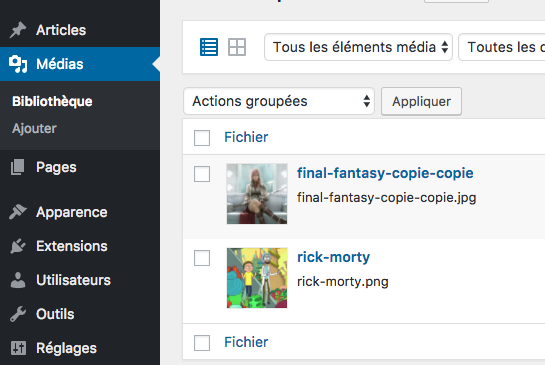 Articles
Médias
Bibliothèque
Ajouter
Pages
Apparence
Extensions
Utilisateurs
Outils
Réglages
Tous les éléments média
Toutes les
Actions groupées
Appliquer
Fichier
final-fantasy-copie-copie
final-fantasy-copie-copie.jpg
rick-morty
rick-morty.png
Fichier